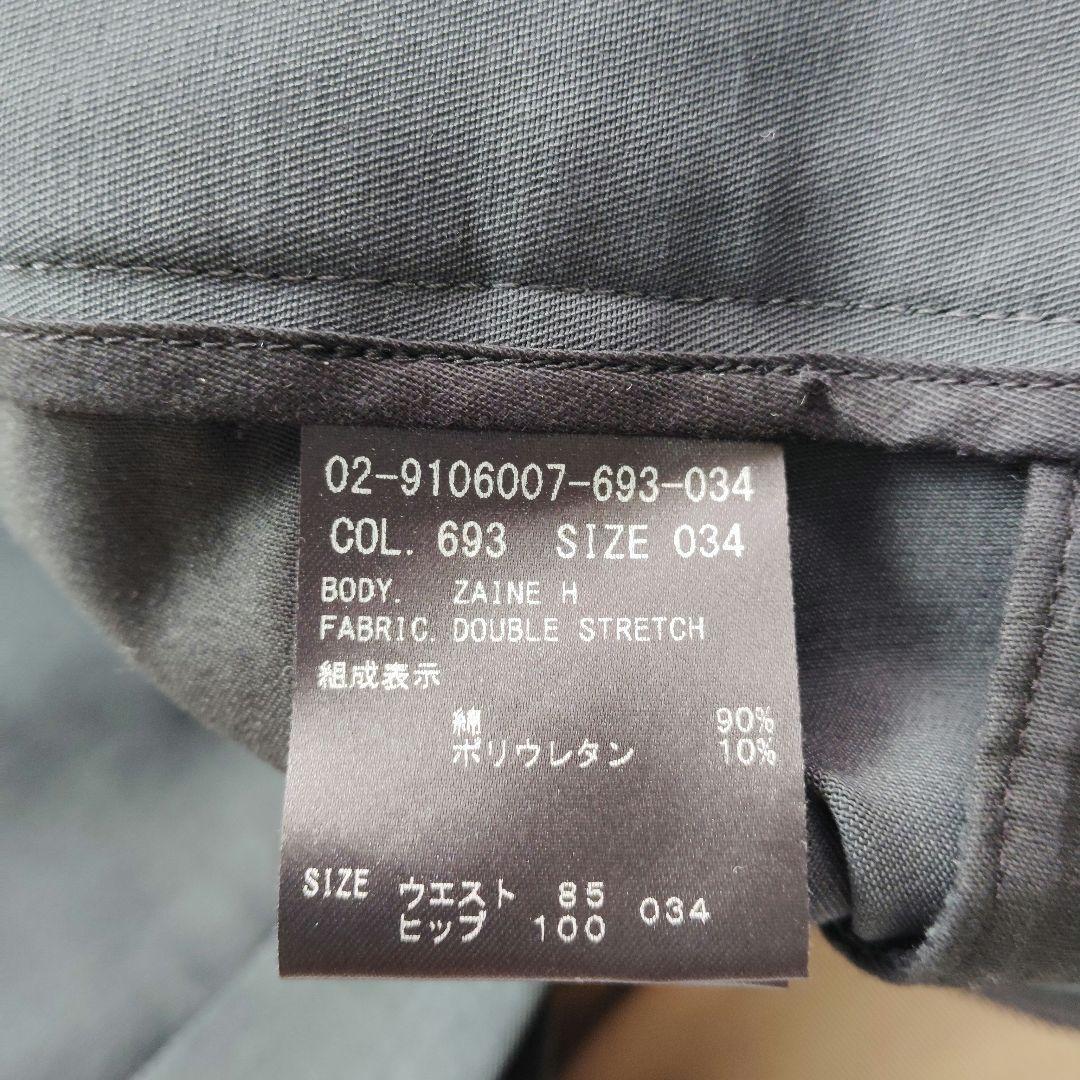 02-9106007-693-034
COL. 693 SIZE 034
BODY. ZAINE H
FABRIC. DOUBLE STRETCH
組成表示
綿 90%
ポリウレタン 10%
SIZE ウエスト 85 034
ヒップ 100